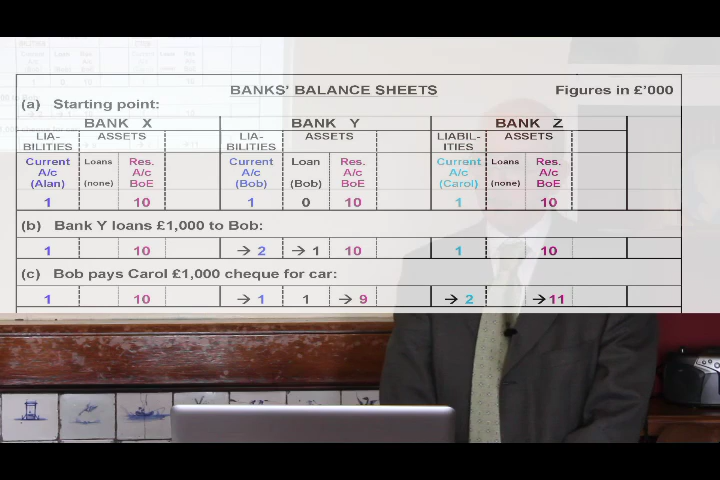 BANKS' BALANCE SHEETS Figures in £'000
(a) Starting point:
BANK X BANK Y BANK Z
LIA- ASSETS LIA- ASSETS LIABIL- ASSETS
BILITIES BILITIES ITIES
Current Loans Res. Current Loan Res. Current Loans Res.
A/c A/c A/c A/c A/c A/c
(Alan) (none) BoE (Bob) (Bob) BoE (Carol) (none) BoE
1 10 1 0 10 1 10
(b) Bank Y loans £1,000 to Bob:
1 10 → 2 → 1 10 1 10
(c) Bob pays Carol £1,000 cheque for car:
1 10 → 1 1 → 9 → 2 → 11